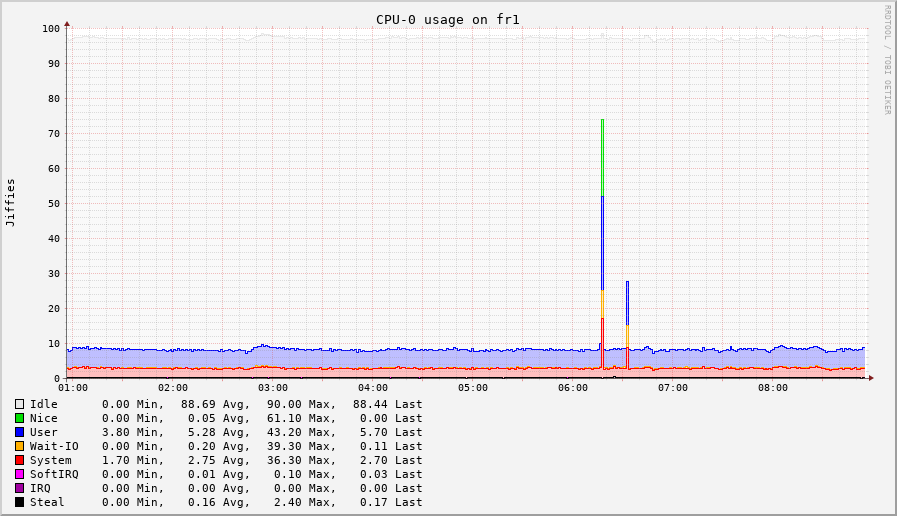 CPU-0 usage on fr1
RRDTOOL / TOBI OETIKER
Jiffies
100
90
80
70
60
50
40
30
20
10
0
01:00 02:00 03:00 04:00 05:00 06:00 07:00 08:00
Idle 0.00 Min, 88.69 Avg, 90.00 Max, 88.44 Last
Nice 0.00 Min, 0.05 Avg, 61.10 Max, 0.00 Last
User 3.80 Min, 5.28 Avg, 43.20 Max, 5.70 Last
Wait-IO 0.00 Min, 0.20 Avg, 39.30 Max, 0.11 Last
System 1.70 Min, 2.75 Avg, 36.30 Max, 2.70 Last
SoftIRQ 0.00 Min, 0.01 Avg, 0.10 Max, 0.03 Last
IRQ 0.00 Min, 0.00 Avg, 0.00 Max, 0.00 Last
Steal 0.00 Min, 0.16 Avg, 2.40 Max, 0.17 Last